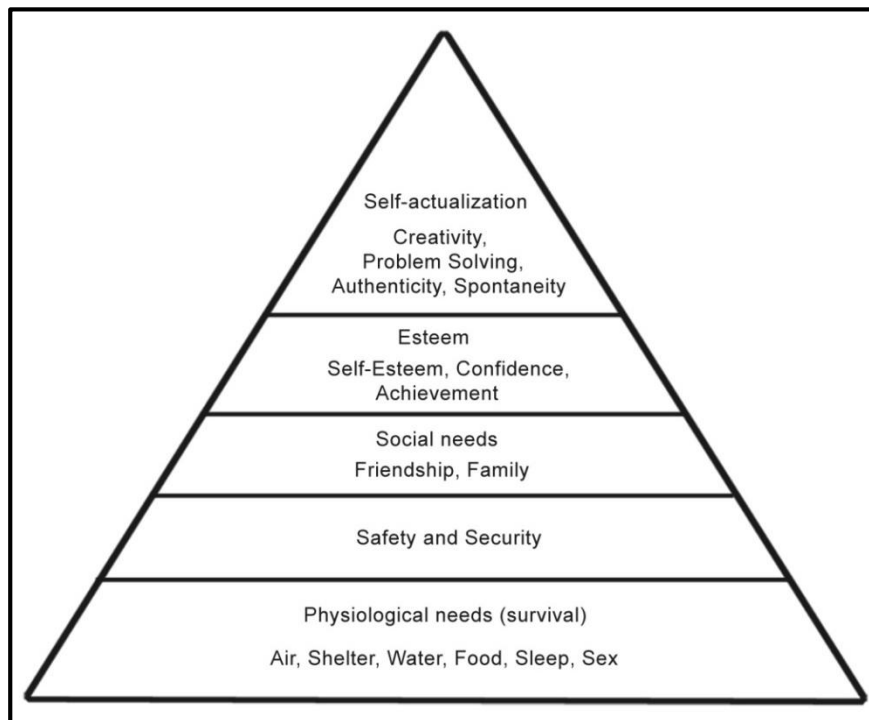 Self-actualization
Creativity,
Problem Solving,
Authenticity, Spontaneity
Esteem
Self-Esteem, Confidence,
Achievement
Social needs
Friendship, Family
Safety and Security
Physiological needs (survival)
Air, Shelter, Water, Food, Sleep, Sex